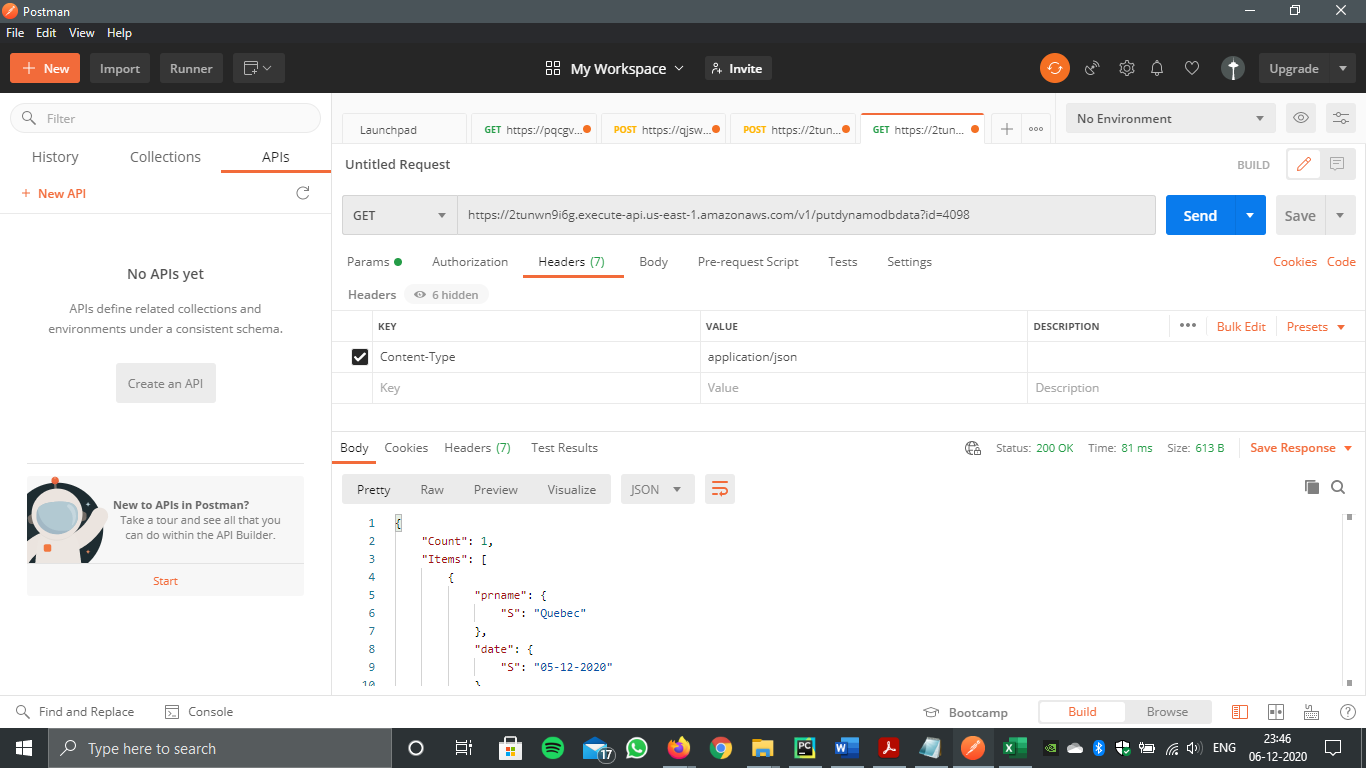 Postman
File Edit View Help
+ New Import Runner My Workspace Invite Upgrade
Filter
History Collections APIs
+ New API
No APIs yet
APIs define related collections and
environments under a consistent schema.
Create an API
New to APIs in Postman?
Take a tour and see all that you
can do within the API Builder.
Start
Launchpad GET https://pqcgv... POST https://qjsw... POST https://2tun... GET https://2tun... + ••• No Environment
Untitled Request BUILD
GET https://2tunwn9i6g.execute-api.us-east-1.amazonaws.com/v1/putdynamodbdata?id=4098 Send Save
Params Authorization Headers (7) Body Pre-request Script Tests Settings Cookies Code
Headers 6 hidden
KEY VALUE DESCRIPTION ••• Bulk Edit Presets
Content-Type application/json
Key Value Description
Body Cookies Headers (7) Test Results Status: 200 OK Time: 81 ms Size: 613 B Save Response
Pretty Raw Preview Visualize JSON
1 {
2 "Count": 1,
3 "Items": [
4 {
5 "prname": {
6 "S": "Quebec"
7 },
8 "date": {
9 "S": "05-12-2020"
10 }
Find and Replace Console Bootcamp Build Browse
Type here to search 17 ENG 23:46
06-12-2020